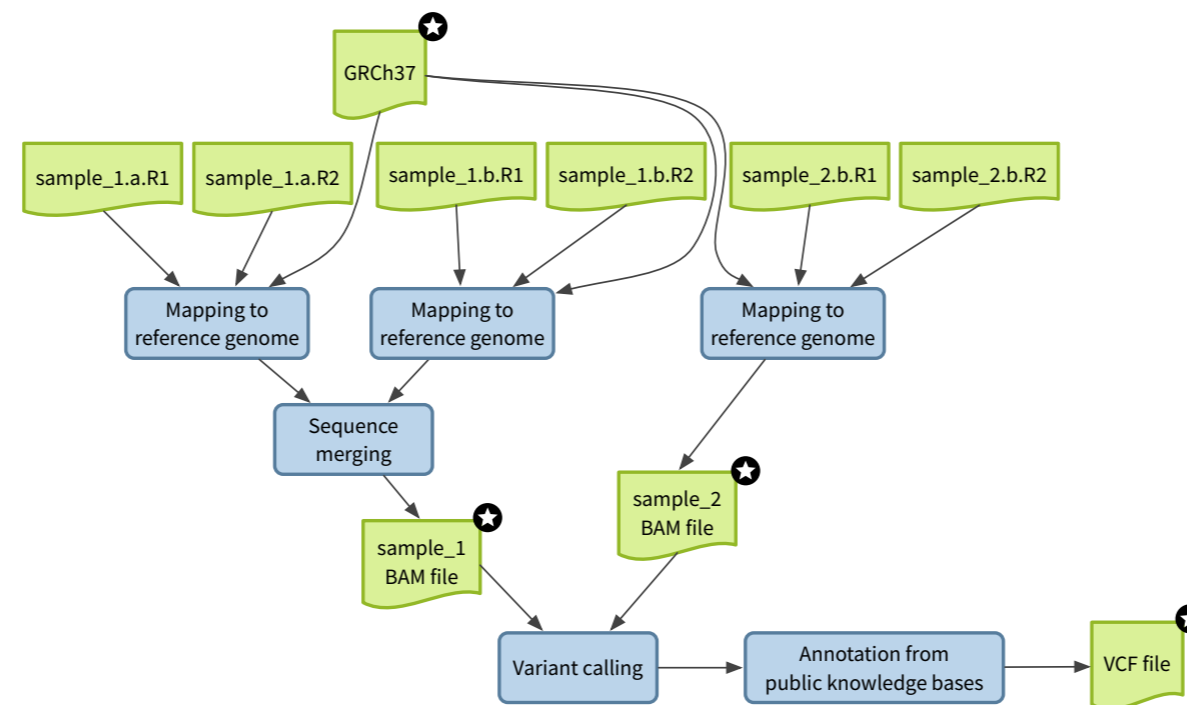 GRCh37
sample_1.a.R1
sample_1.a.R2
sample_1.b.R1
sample_1.b.R2
sample_2.b.R1
sample_2.b.R2
Mapping to
reference genome
Mapping to
reference genome
Mapping to
reference genome
Sequence
merging
sample_2
BAM file
sample_1
BAM file
Variant calling
Annotation from
public knowledge bases
VCF file